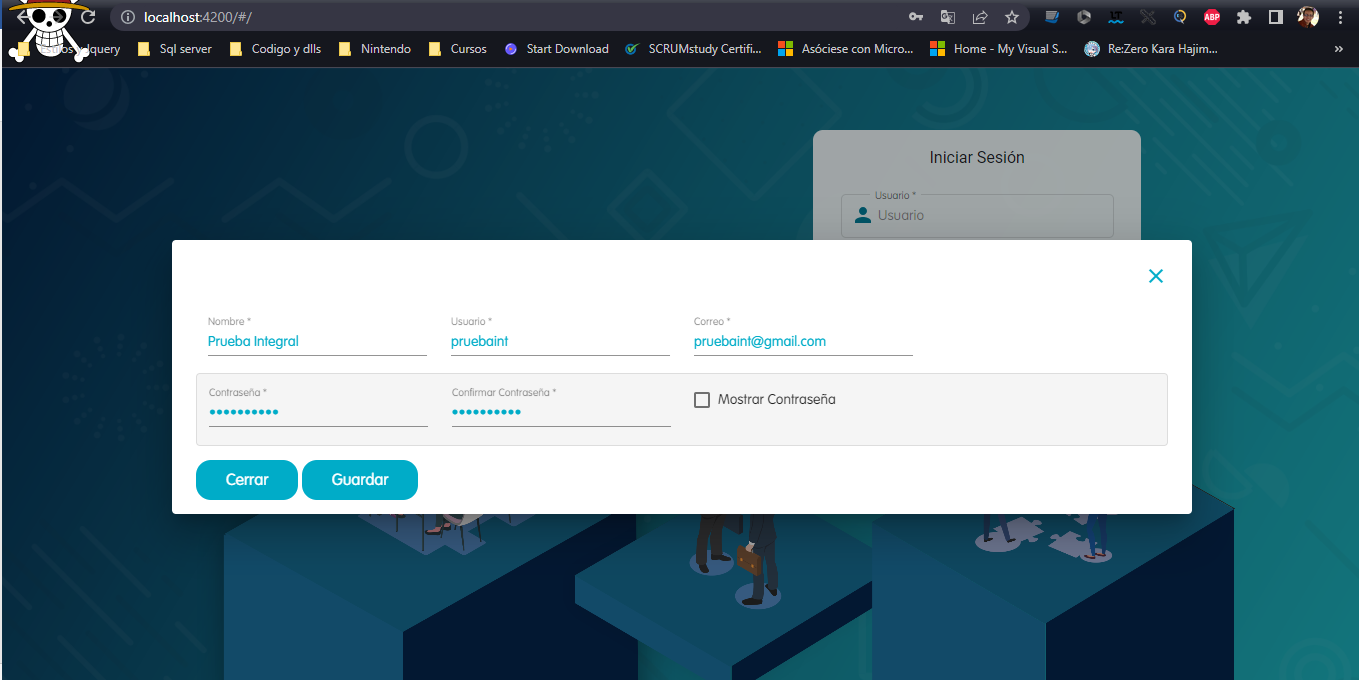 localhost:4200/#/
ABP
Sql server
Codigo y dlls
Nintendo
Cursos
Start Download
SCRUMstudy Certifi...
Asóciese con Micro...
Home - My Visual S...
Re:Zero Kara Hajim...
»
Iniciar Sesión
Usuario *
Usuario
Nombre *
Usuario *
Correo *
Prueba Integral
pruebaint
pruebaint@gmail.com
Contraseña *
Confirmar Contraseña *
Mostrar Contraseña
••••••••••
••••••••••
Cerrar
Guardar